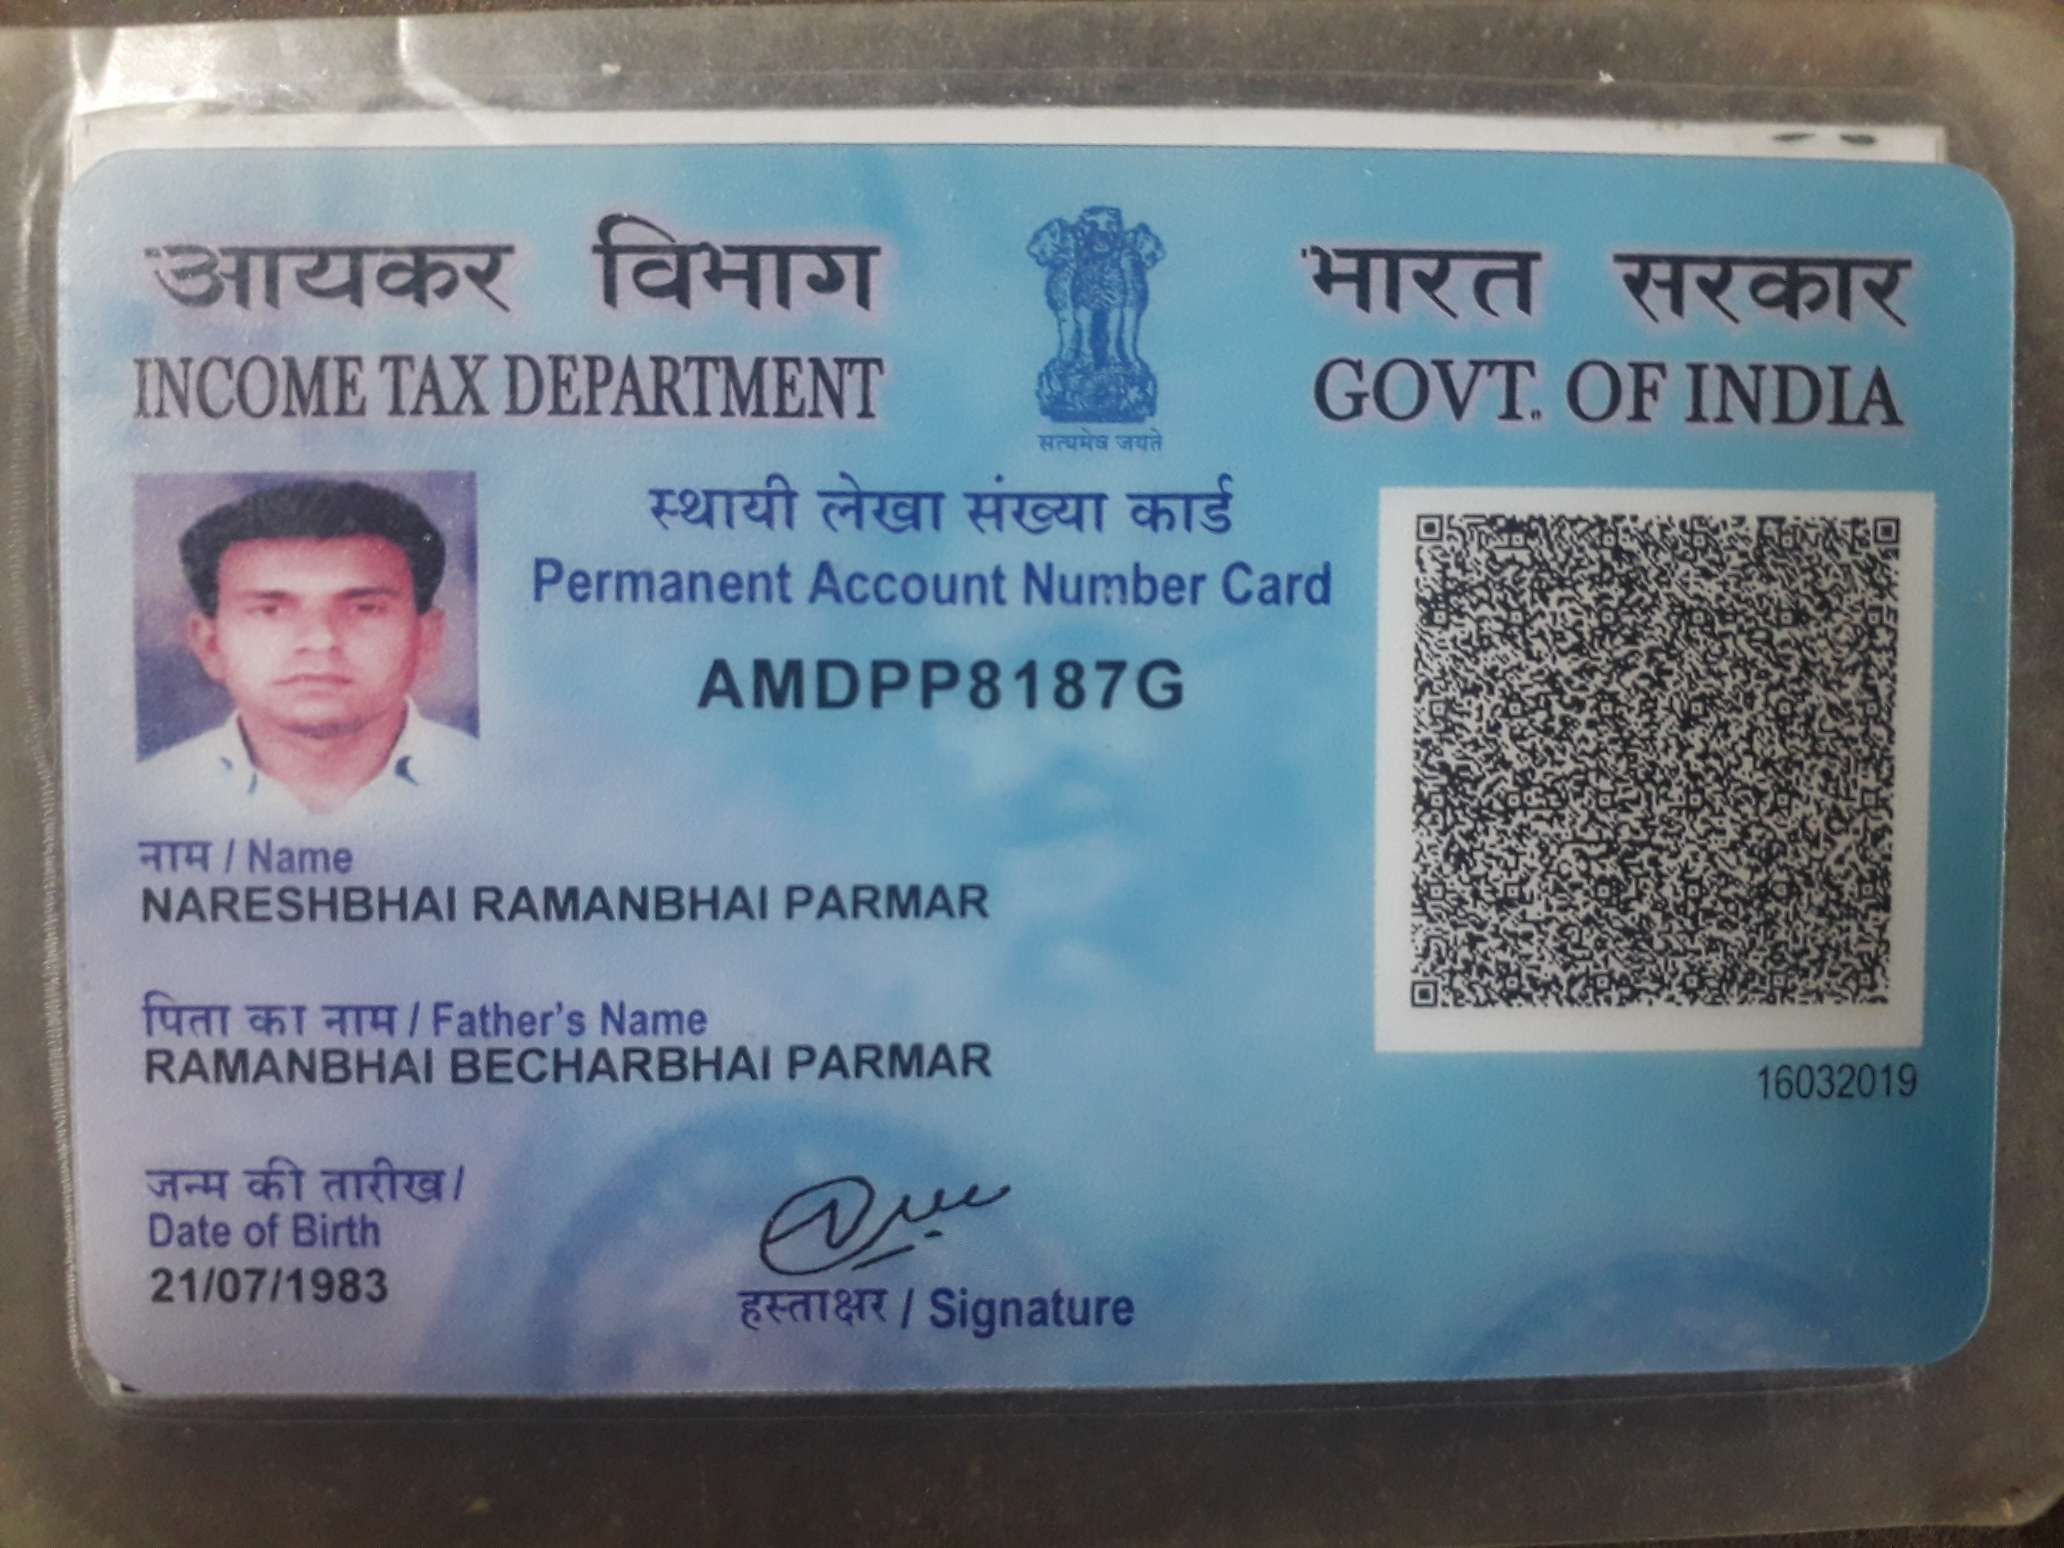 आयकर विभाग
INCOME TAX DEPARTMENT
सत्यमेव जयते
भारत सरकार
GOVT. OF INDIA
स्थायी लेखा संख्या कार्ड
Permanent Account Number Card
AMDPP8187G
नाम / Name
NARESHBHAI RAMANBHAI PARMAR
पिता का नाम / Father's Name
RAMANBHAI BECHARBHAI PARMAR
16032019
जन्म की तारीख /
Date of Birth
21/07/1983
हस्ताक्षर / Signature